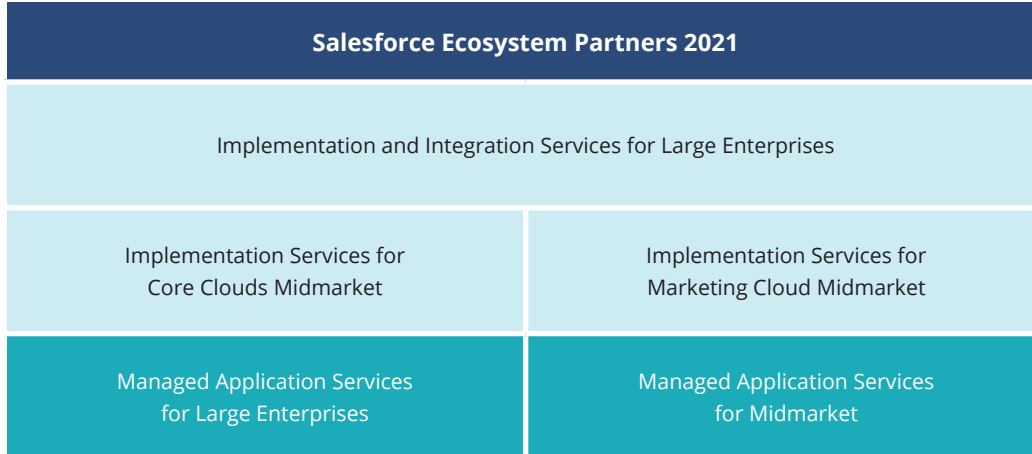 Salesforce Ecosystem Partners 2021
Implementation and Integration Services for Large Enterprises
Implementation Services for
Core Clouds Midmarket
Implementation Services for
Marketing Cloud Midmarket
Managed Application Services
for Large Enterprises
Managed Application Services
for Midmarket